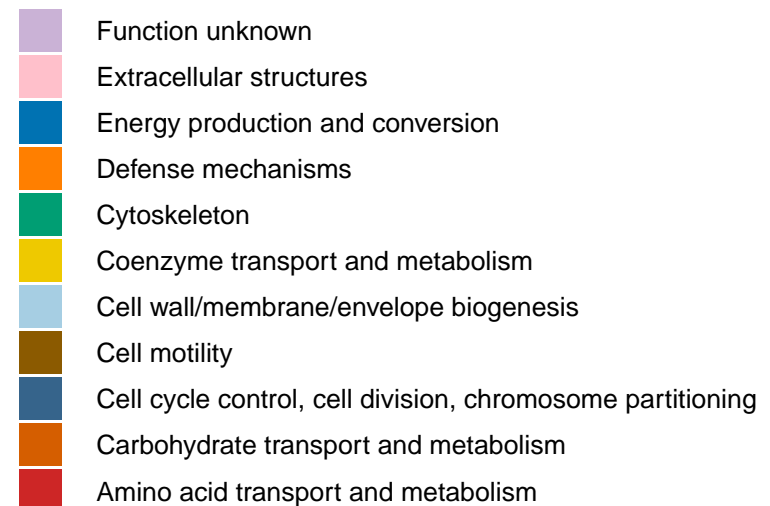 Function unknown
Extracellular structures
Energy production and conversion
Defense mechanisms
Cytoskeleton
Coenzyme transport and metabolism
Cell wall/membrane/envelope biogenesis
Cell motility
Cell cycle control, cell division, chromosome partitioning
Carbohydrate transport and metabolism
Amino acid transport and metabolism